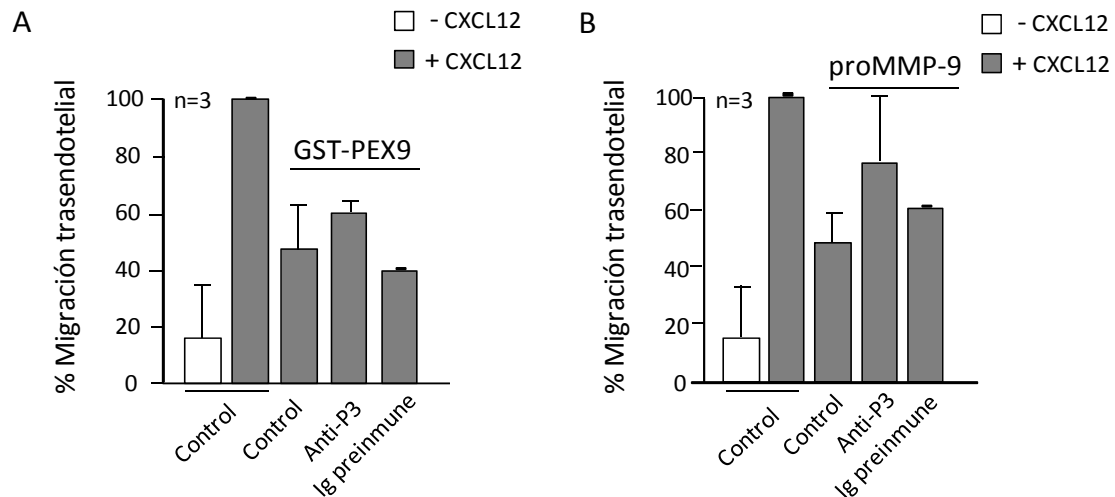 A
- CXCL12
+ CXCL12
n=3
GST-PEX9
% Migración trasendotelial
100
80
60
40
20
0
Control
Control
Anti-P3
Ig preinmune
B
- CXCL12
+ CXCL12
proMMP-9
n=3
% Migración trasendotelial
100
80
60
40
20
0
Control
Control
Anti-P3
Ig preinmune